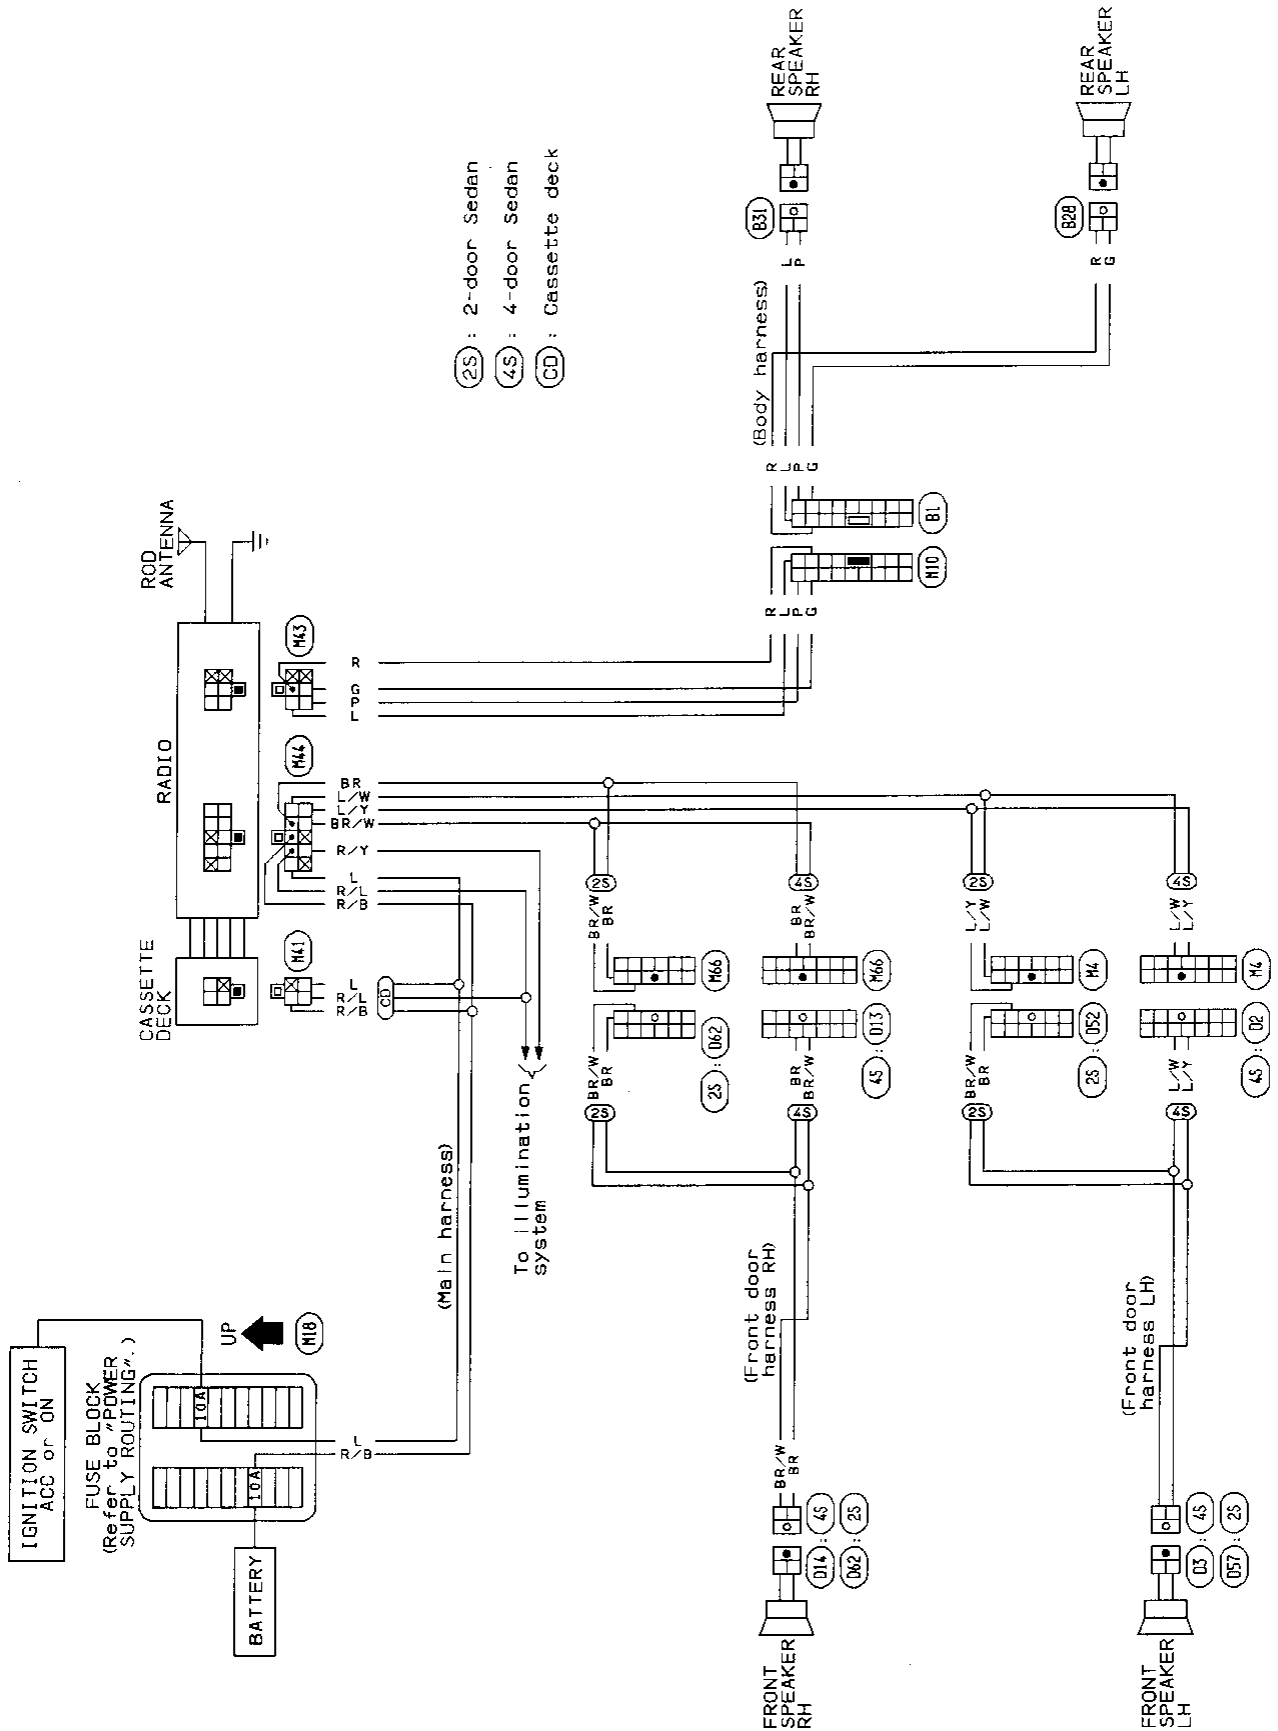 IGNITION SWITCH
ACC or ON
FUSE BLOCK
(Refer to "POWER
SUPPLY ROUTING".)
10A
10A
BATTERY
UP
M18
L
R/B
(Main harness)
CASSETTE
DECK
M41
L
R/L
R/B
CD
RADIO
M44
BR
L/W
L/Y
BR/W
R/Y
L
R/L
R/B
M43
R
G
P
L
ROD
ANTENNA
To illumination
system
2S : 2-door Sedan
4S : 4-door Sedan
CD : Cassette deck
R
L
P
G
M10
B1
R
L
P
G
(Body harness)
L
P
B31
REAR
SPEAKER
RH
R
G
B28
REAR
SPEAKER
LH
2S
BR/W
BR
M66
2S : D62
BR/W
BR
2S
4S
BR
BR/W
M66
4S : D13
BR
BR/W
4S
2S
L/Y
L/W
M4
2S : D52
BR/W
BR
2S
4S
L/W
L/Y
M4
4S : D2
L/W
L/Y
4S
(Front door
harness RH)
BR/W
BR
D14 : 4S
D62 : 2S
FRONT
SPEAKER
RH
(Front door
harness LH)
D3 : 4S
D57 : 2S
FRONT
SPEAKER
LH